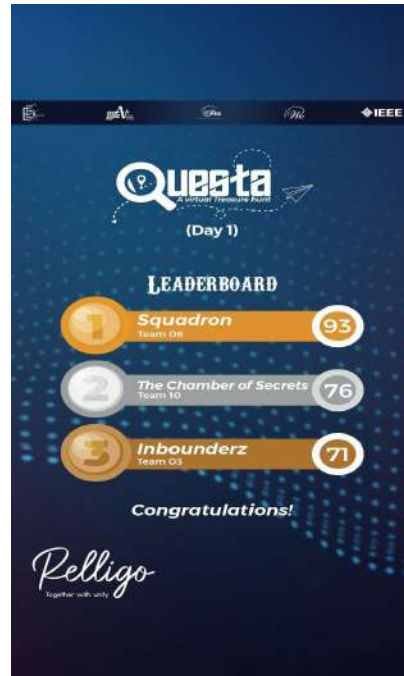 IEEE
Questa
A virtual Treasure Hunt
(Day 1)
LEADERBOARD
1
Squadron
Team 06
93
2
The Chamber of Secrets
Team 10
76
3
Inbounderz
Team 03
71
Congratulations!
Relligo
Together with unity